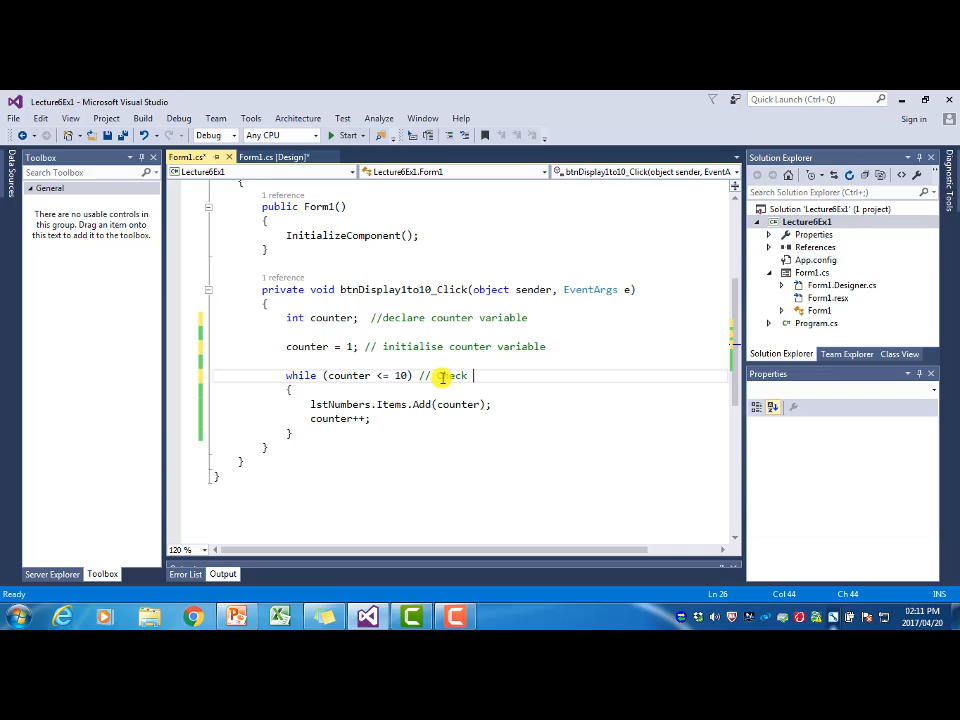 Lecture6Ex1 - Microsoft Visual Studio
Quick Launch (Ctrl+Q)
File Edit View Project Build Debug Team Tools Architecture Test Analyze Window Help
Sign in
Debug Any CPU Start
Data Sources
Toolbox
Search Toolbox
General
There are no usable controls in
this group. Drag an item onto
this text to add it to the toolbox.
Form1.cs* Form1.cs [Design]*
Lecture6Ex1 Lecture6Ex1.Form1 btnDisplay1to10_Click(object sender, EventA
{
1 reference
public Form1()
{
InitializeComponent();
}
1 reference
private void btnDisplay1to10_Click(object sender, EventArgs e)
{
int counter; //declare counter variable
counter = 1; // initialise counter variable
while (counter <= 10) // Check
{
lstNumbers.Items.Add(counter);
counter++;
}
}
}
}
120 %
Solution Explorer
Search Solution Explorer (Ctrl+;)
Solution 'Lecture6Ex1' (1 project)
Lecture6Ex1
Properties
References
App.config
Form1.cs
Form1.Designer.cs
Form1.resx
Form1
Program.cs
Solution Explorer Team Explorer Class View
Properties
Diagnostic Tools
Server Explorer Toolbox
Error List Output
Ready Ln 26 Col 44 Ch 44 INS
02:11 PM
2017/04/20